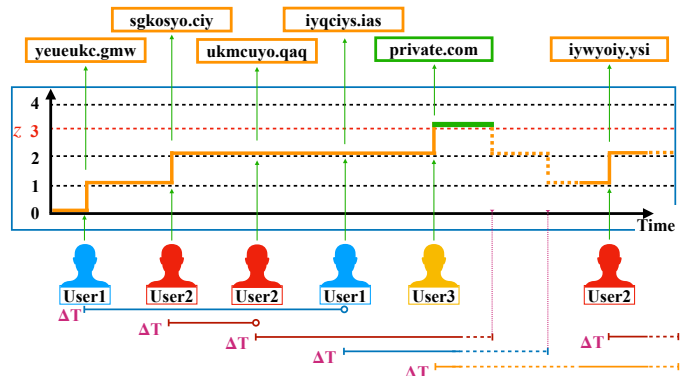 sgkosyo.ciy
iyqciys.ias
yeueukc.gmw
ukmcuyo.qaq
private.com
iywyoiy.ysi
4
z 3
2
1
0
Time
User1
User2
User2
User1
User3
User2
ΔT
ΔT
ΔT
ΔT
ΔT
ΔT